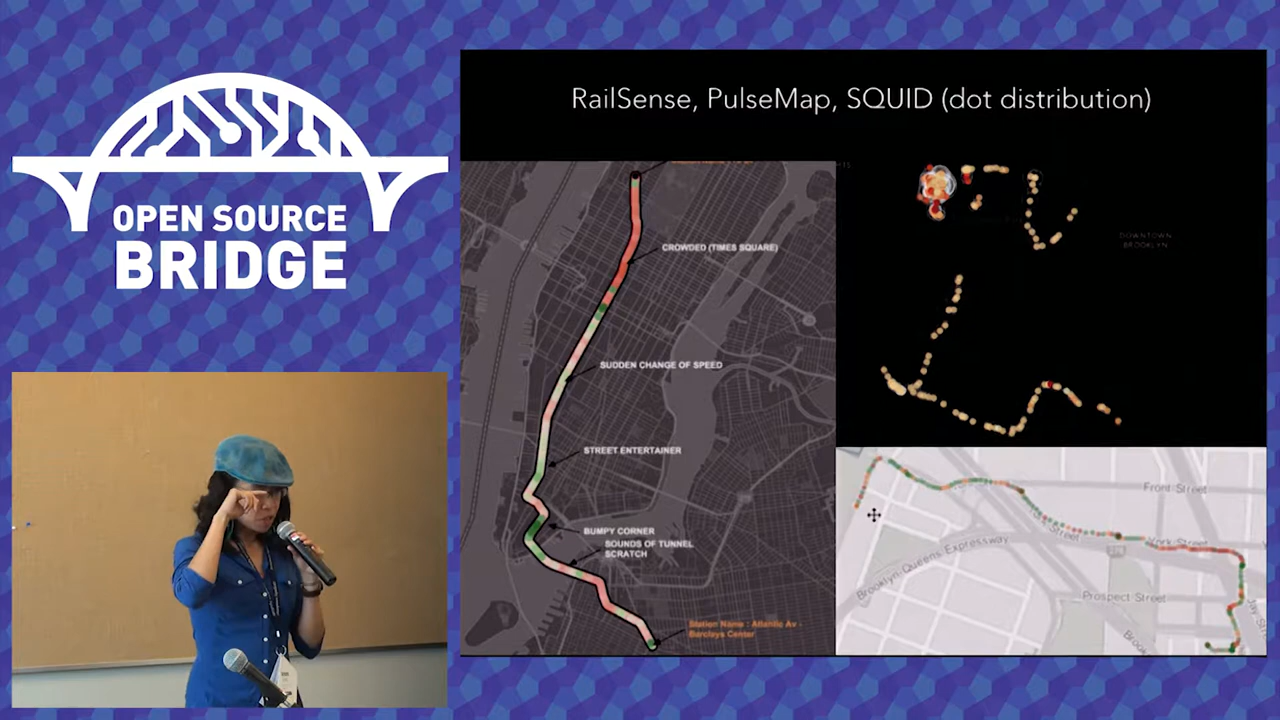 OPEN SOURCE
BRIDGE
RailSense, PulseMap, SQUID (dot distribution)
CROWDED (TIMES SQUARE)
SUDDEN CHANGE OF SPEED
STREET ENTERTAINER
BUMPY CORNER
SOUNDS OF TUNNEL
SCRATCH
Station Name : Atlantic Av -
Barclays Center
DOWNTOWN
BROOKLYN
Front Street
York Street
Brooklyn Queens Expressway
Prospect Street